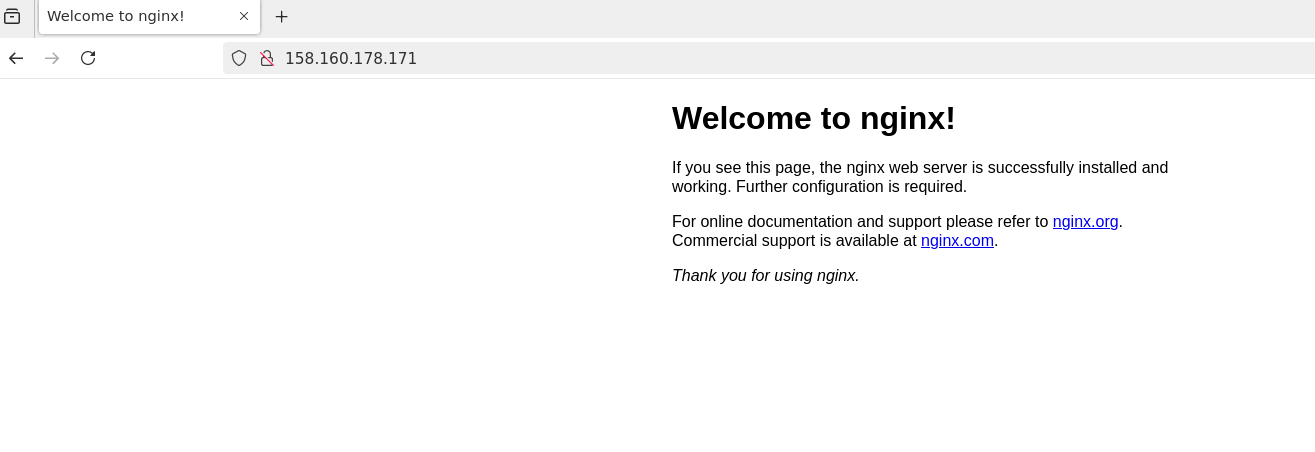 Welcome to nginx!
158.160.178.171
Welcome to nginx!
If you see this page, the nginx web server is successfully installed and
working. Further configuration is required.
For online documentation and support please refer to nginx.org.
Commercial support is available at nginx.com.
Thank you for using nginx.